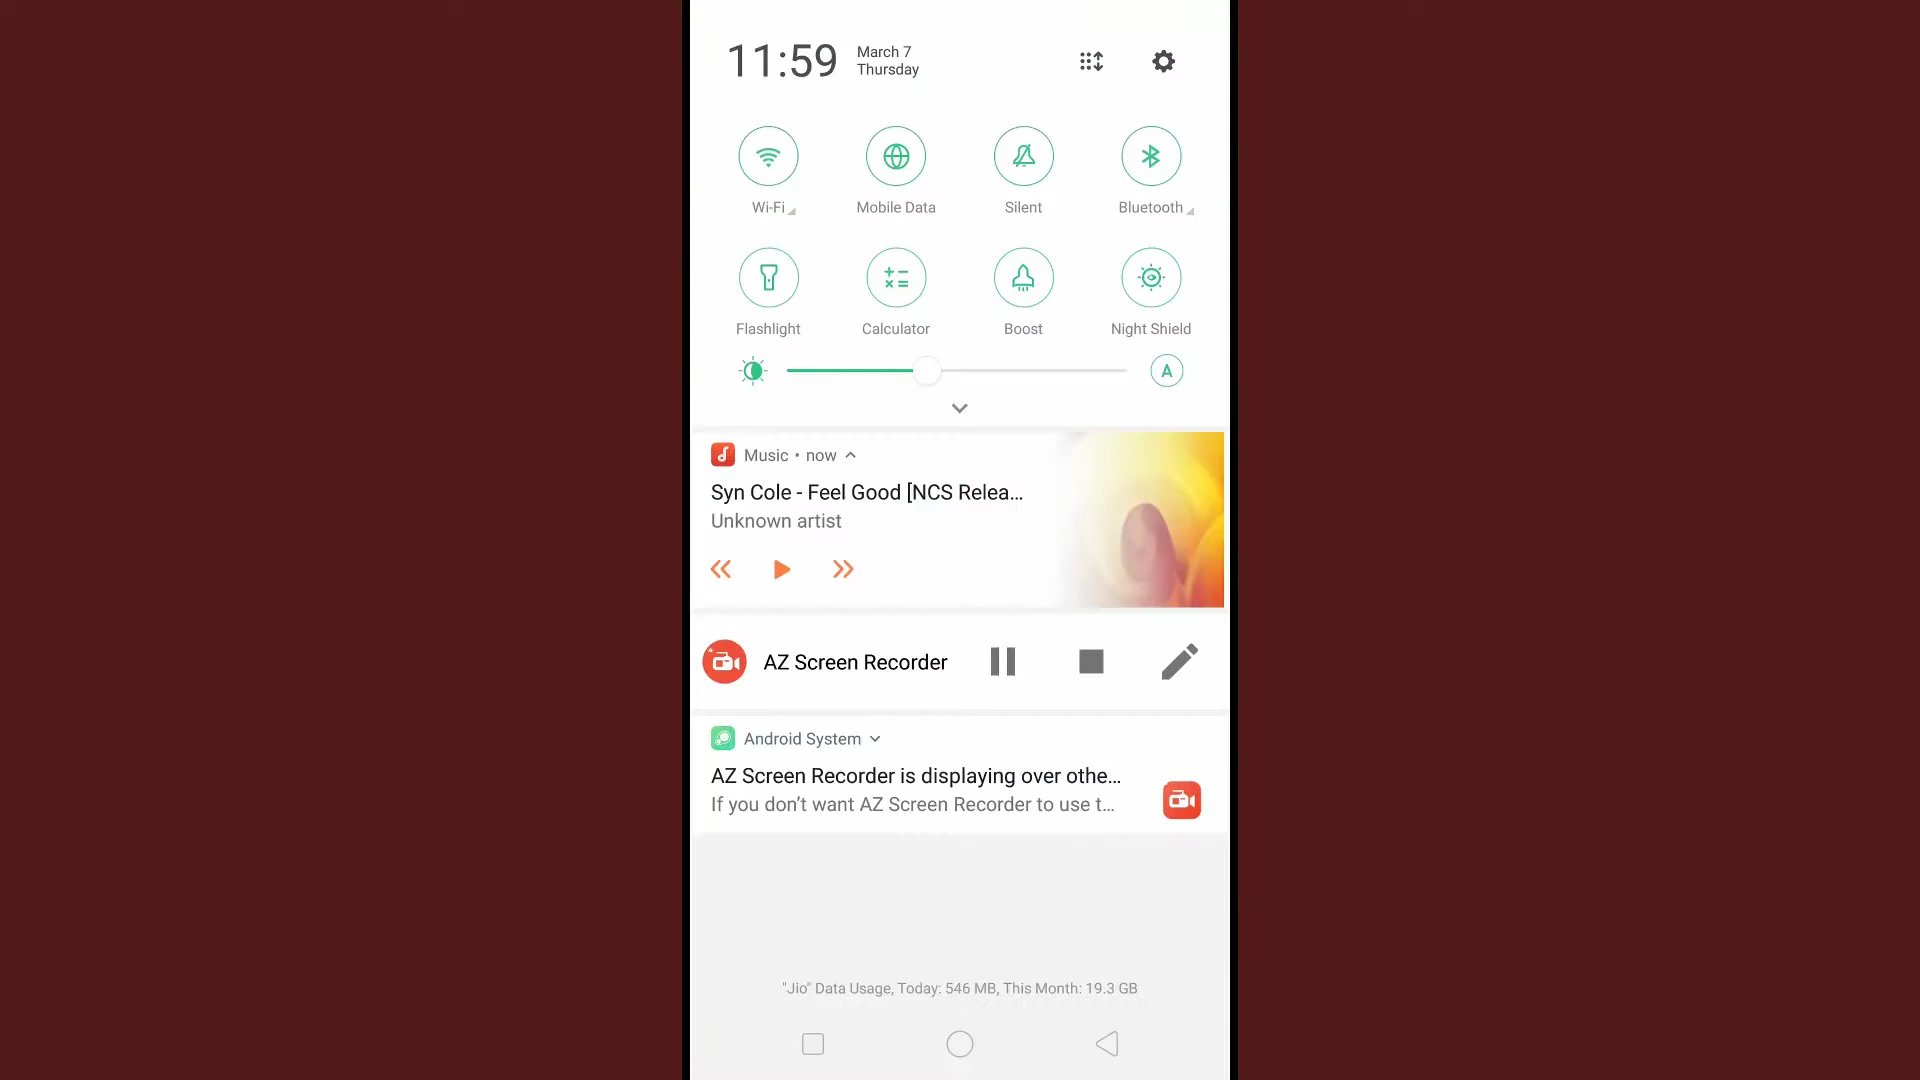 11:59
March 7
Thursday
Wi-Fi
Mobile Data
Silent
Bluetooth
Flashlight
Calculator
Boost
Night Shield
A
Music • now
Syn Cole - Feel Good [NCS Relea...
Unknown artist
AZ Screen Recorder
Android System
AZ Screen Recorder is displaying over othe...
If you don’t want AZ Screen Recorder to use t...
"Jio" Data Usage, Today: 546 MB, This Month: 19.3 GB